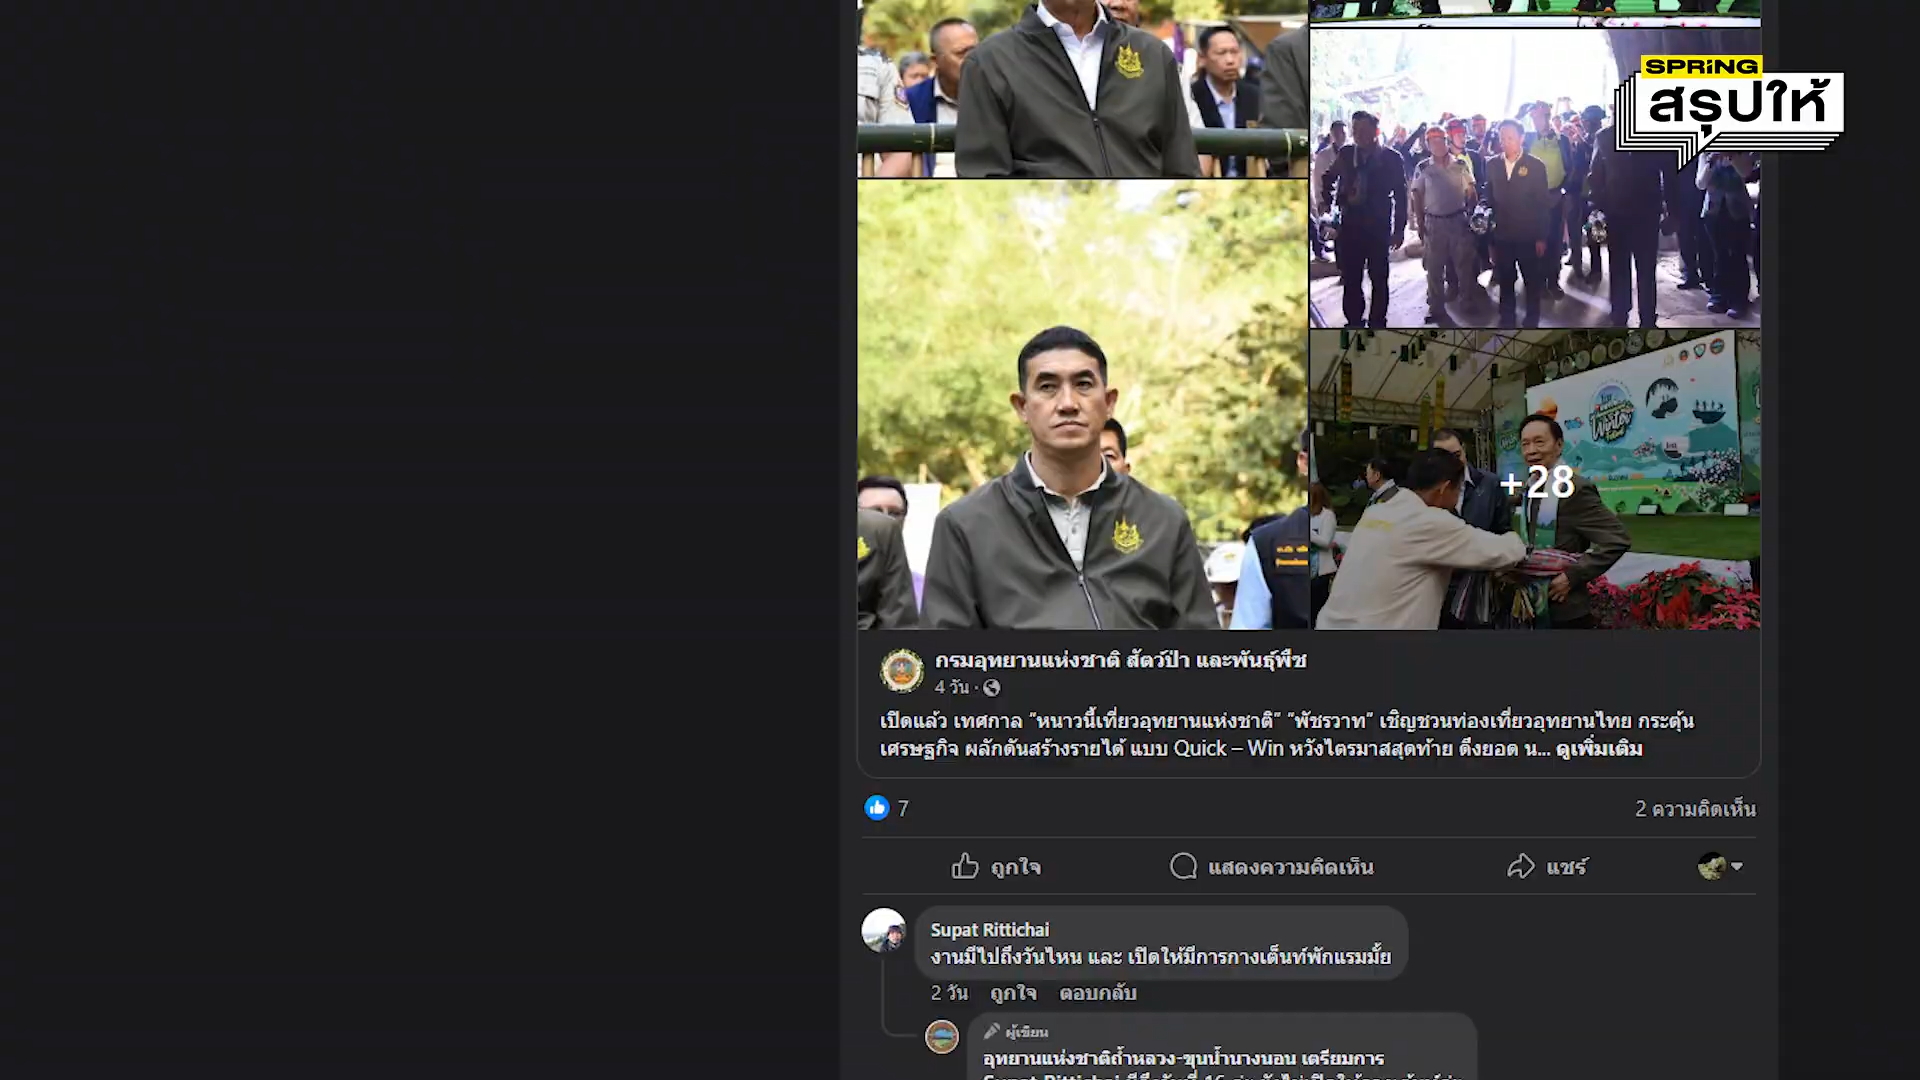 SPRiNG
สรุปให้
Winter
+28
กรมอุทยานแห่งชาติ สัตว์ป่า และพันธุ์พืช
4 วัน ·
เปิดแล้ว เทศกาล “หนาวนี้เที่ยวอุทยานแห่งชาติ” “พัชรวาท” เชิญชวนท่องเที่ยวอุทยานไทย กระตุ้น
เศรษฐกิจ ผลักดันสร้างรายได้ แบบ Quick – Win หวังไตรมาสสุดท้าย ดึงยอด น... ดูเพิ่มเติม
7
2 ความคิดเห็น
ถูกใจ
แสดงความคิดเห็น
แชร์
Supat Rittichai
งานมีไปถึงวันไหน และ เปิดให้มีการกางเต็นท์พักแรมมั้ย
2 วัน ถูกใจ ตอบกลับ
ผู้เขียน
อุทยานแห่งชาติถ้ำหลวง-ขุนน้ำนางนอน เตรียมการ
Supat Rittichai